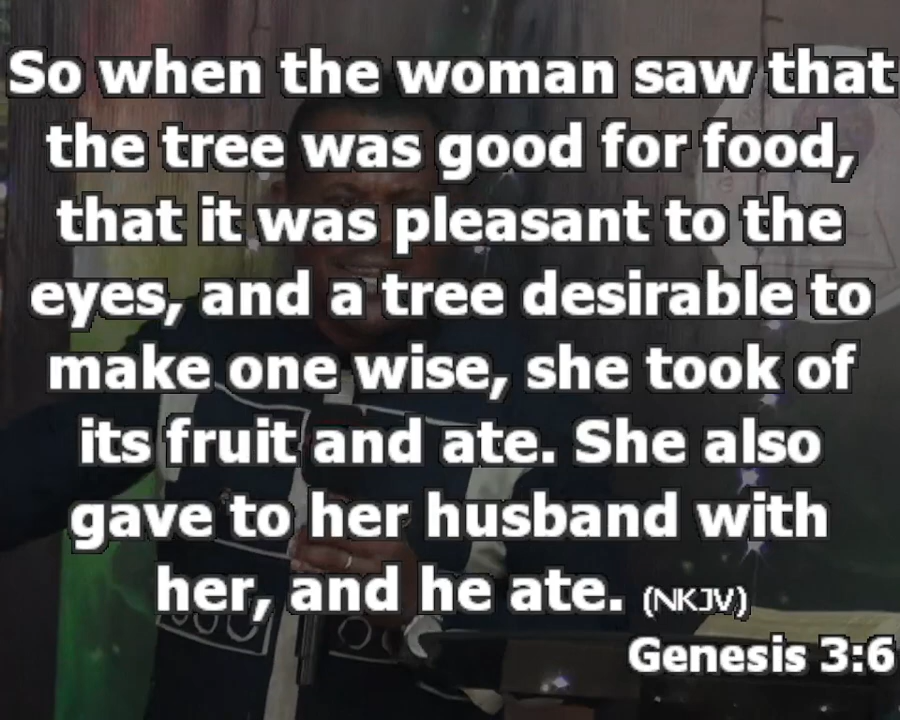 So when the woman saw that
the tree was good for food,
that it was pleasant to the
eyes, and a tree desirable to
make one wise, she took of
its fruit and ate. She also
gave to her husband with
her, and he ate. (NKJV)
Genesis 3:6